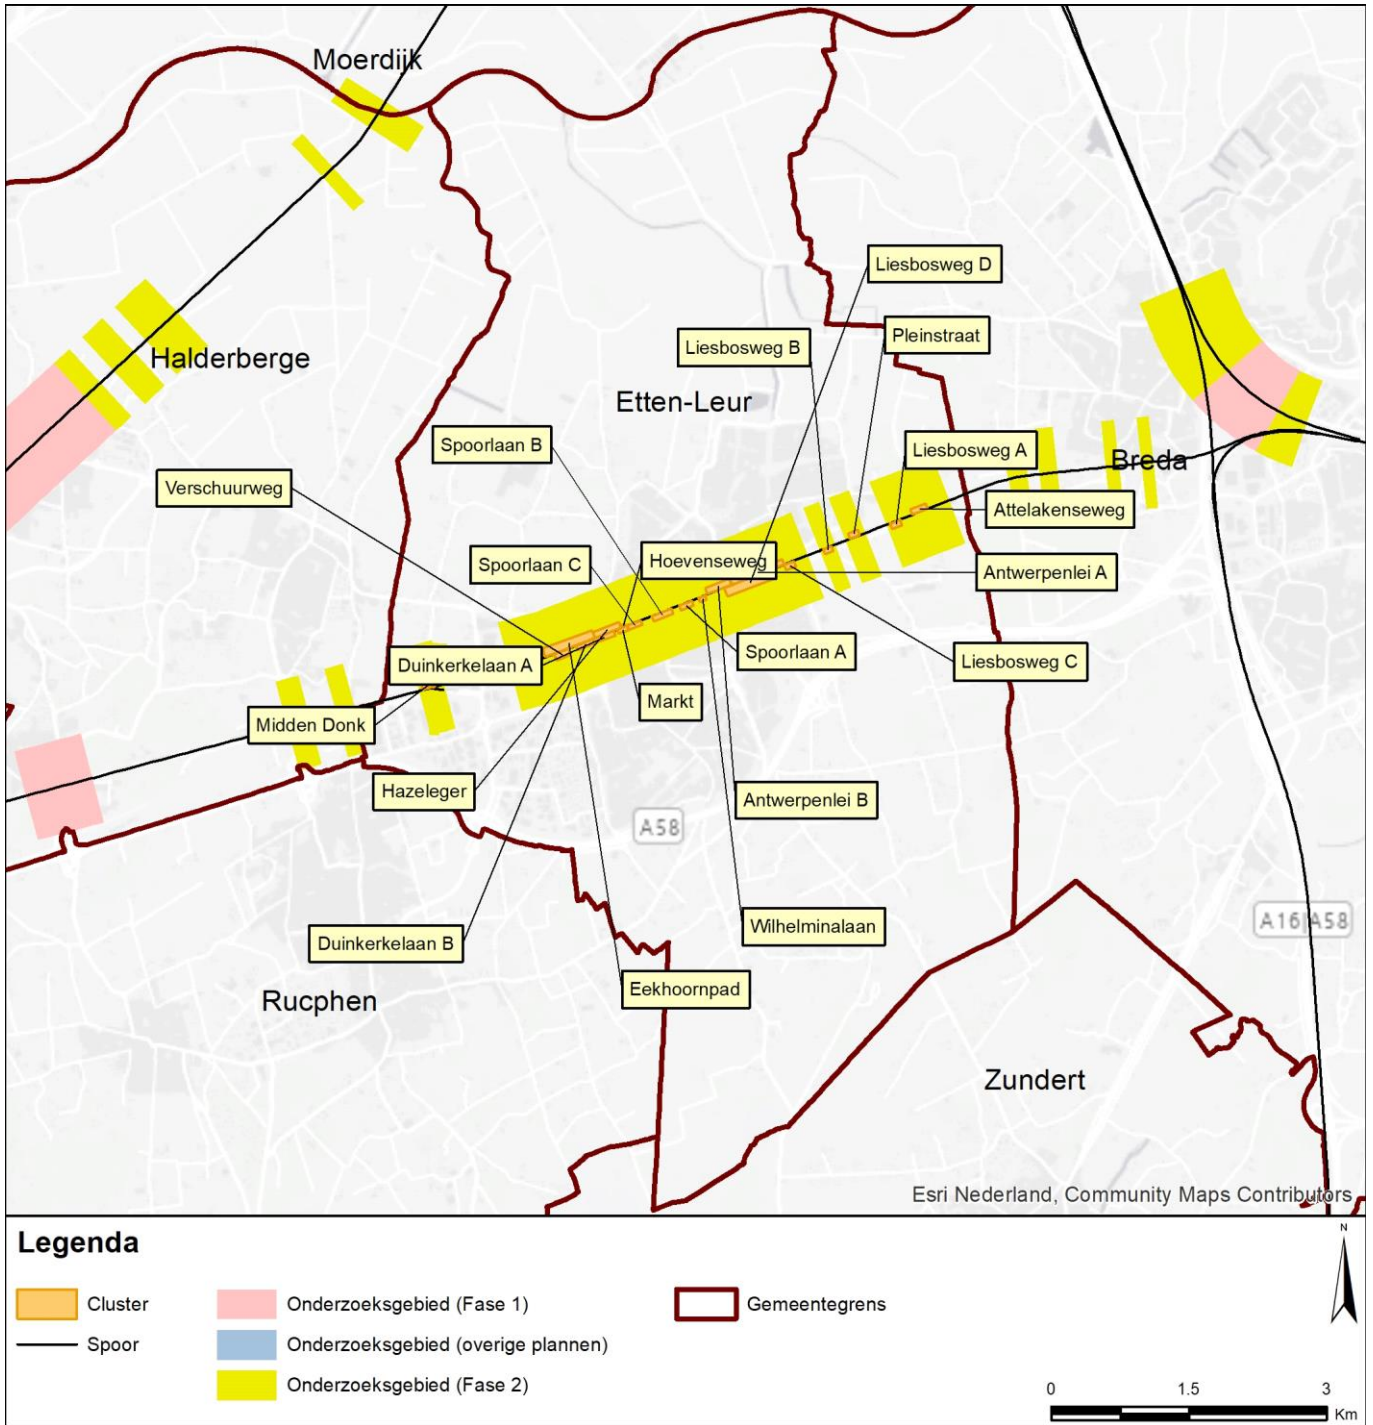 Moerdijk
Liesbosweg D
Pleinstraat
Liesbosweg B
Halderberge
Etten-Leur
Spoorlaan B
Liesbosweg A
Breda
Verschuurweg
Attelakenseweg
Spoorlaan C
Hoevenseweg
Antwerpenlei A
Duinkerkelaan A
Spoorlaan A
Liesbosweg C
Markt
Midden Donk
Hazeleger
Antwerpenlei B
A58
Wilhelminalaan
A16|A58
Duinkerkelaan B
Eekhoornpad
Rucphen
Zundert
Esri Nederland, Community Maps Contributors
Legenda
N
Cluster
Onderzoeksgebied (Fase 1)
Gemeentegrens
Spoor
Onderzoeksgebied (overige plannen)
Onderzoeksgebied (Fase 2)
0 1.5 3
Km